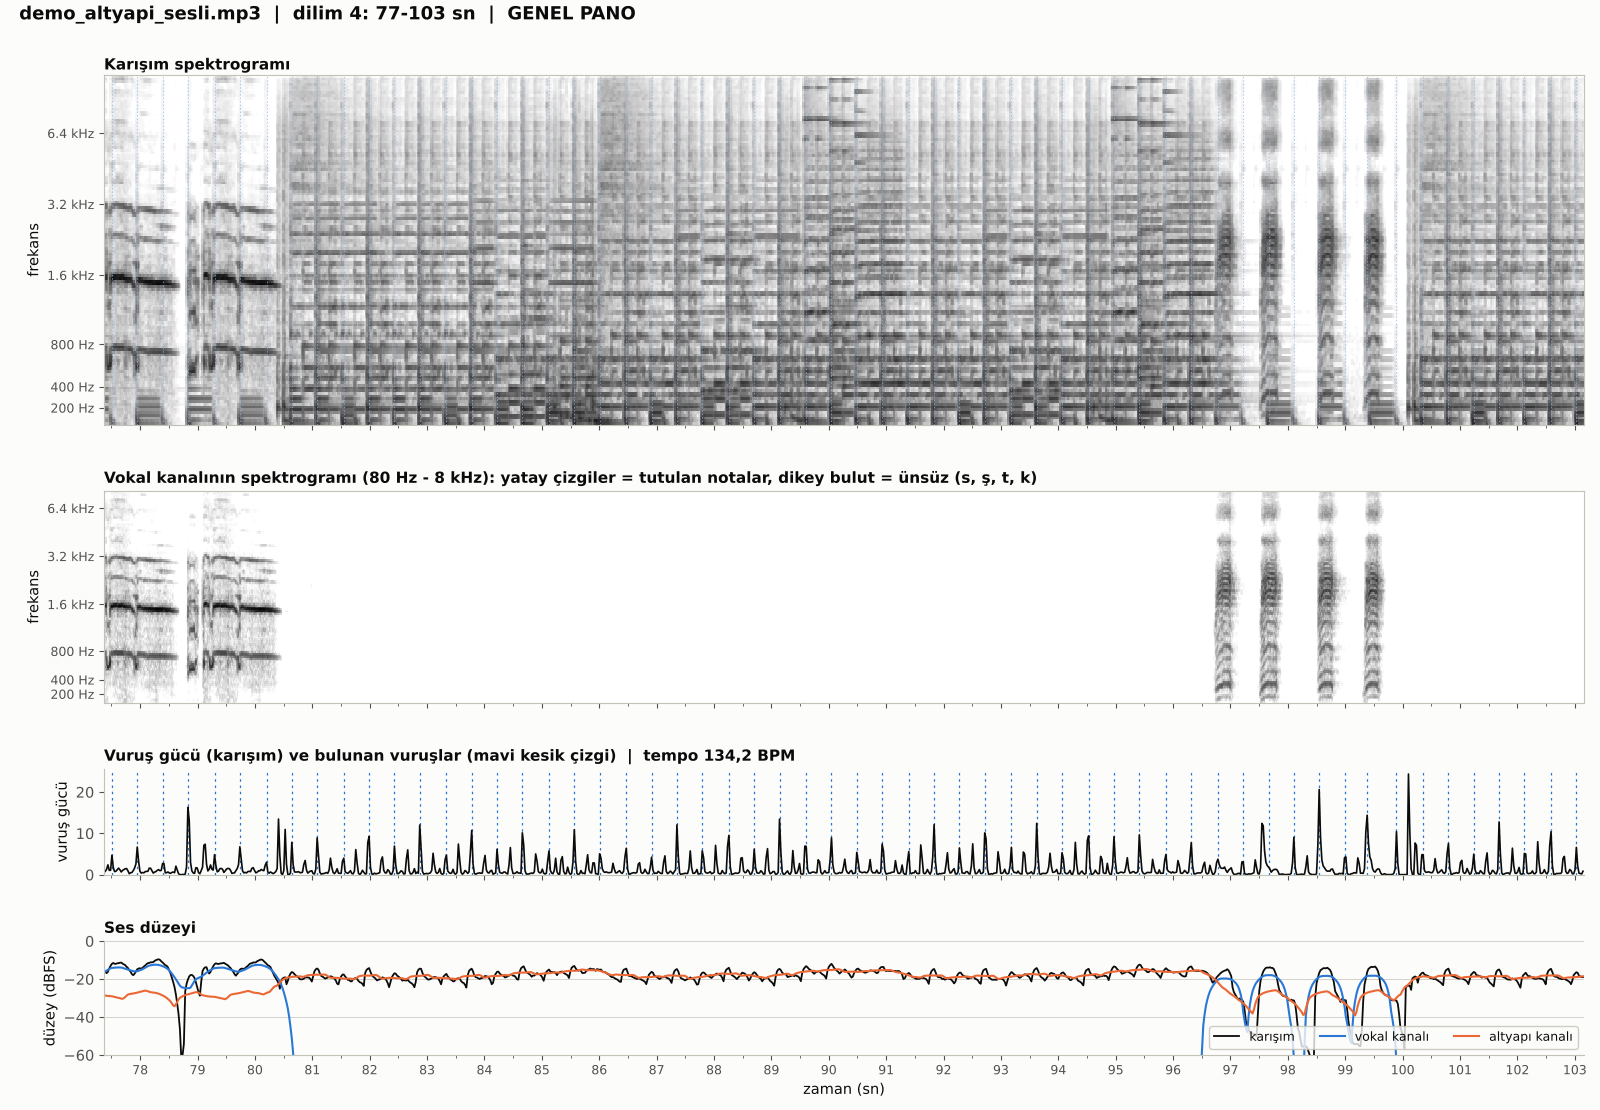 demo_altyapi_sesli.mp3 | dilim 4: 77-103 sn | GENEL PANO
Karışım spektrogramı
frekans
6.4 kHz
3.2 kHz
1.6 kHz
800 Hz
400 Hz
200 Hz
Vokal kanalının spektrogramı (80 Hz - 8 kHz): yatay çizgiler = tutulan notalar, dikey bulut = ünsüz (s, ş, t, k)
frekans
6.4 kHz
3.2 kHz
1.6 kHz
800 Hz
400 Hz
200 Hz
Vuruş gücü (karışım) ve bulunan vuruşlar (mavi kesik çizgi) | tempo 134,2 BPM
vuruş gücü
20
10
0
Ses düzeyi
düzey (dBFS)
0
−20
−40
−60
karışım vokal kanalı altyapı kanalı
78 79 80 81 82 83 84 85 86 87 88 89 90 91 92 93 94 95 96 97 98 99 100 101 102 103
zaman (sn)